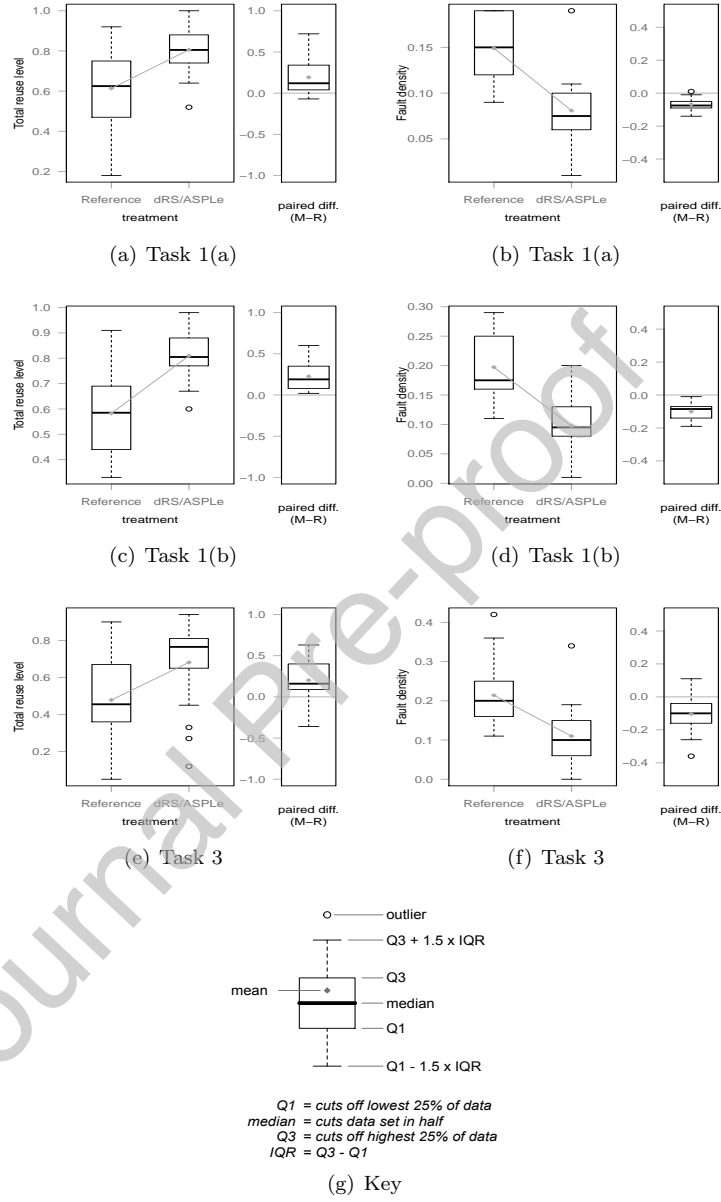 Total reuse level
1.0
0.8
0.6
0.4
0.2
Reference dRS/ASPLe
treatment
1.0
0.5
0.0
−0.5
−1.0
paired diff.
(M−R)
(a) Task 1(a)
Fault density
0.15
0.10
0.05
Reference dRS/ASPLe
treatment
0.4
0.2
0.0
−0.2
−0.4
paired diff.
(M−R)
(b) Task 1(a)
Total reuse level
1.0
0.9
0.8
0.7
0.6
0.5
0.4
Reference dRS/ASPLe
treatment
1.0
0.5
0.0
−0.5
−1.0
paired diff.
(M−R)
(c) Task 1(b)
Fault density
0.30
0.25
0.20
0.15
0.10
0.05
0.00
Reference dRS/ASPLe
treatment
0.4
0.2
0.0
−0.2
−0.4
paired diff.
(M−R)
(d) Task 1(b)
Total reuse level
0.8
0.6
0.4
0.2
Reference dRS/ASPLe
treatment
1.0
0.5
0.0
−0.5
−1.0
paired diff.
(M−R)
(e) Task 3
Fault density
0.4
0.3
0.2
0.1
0.0
Reference dRS/ASPLe
treatment
0.4
0.2
0.0
−0.2
−0.4
paired diff.
(M−R)
(f) Task 3
outlier
Q3 + 1.5 x IQR
Q3
mean
median
Q1
Q1 - 1.5 x IQR
Q1 = cuts off lowest 25% of data
median = cuts data set in half
Q3 = cuts off highest 25% of data
IQR = Q3 - Q1
(g) Key
ournal Pre-proof